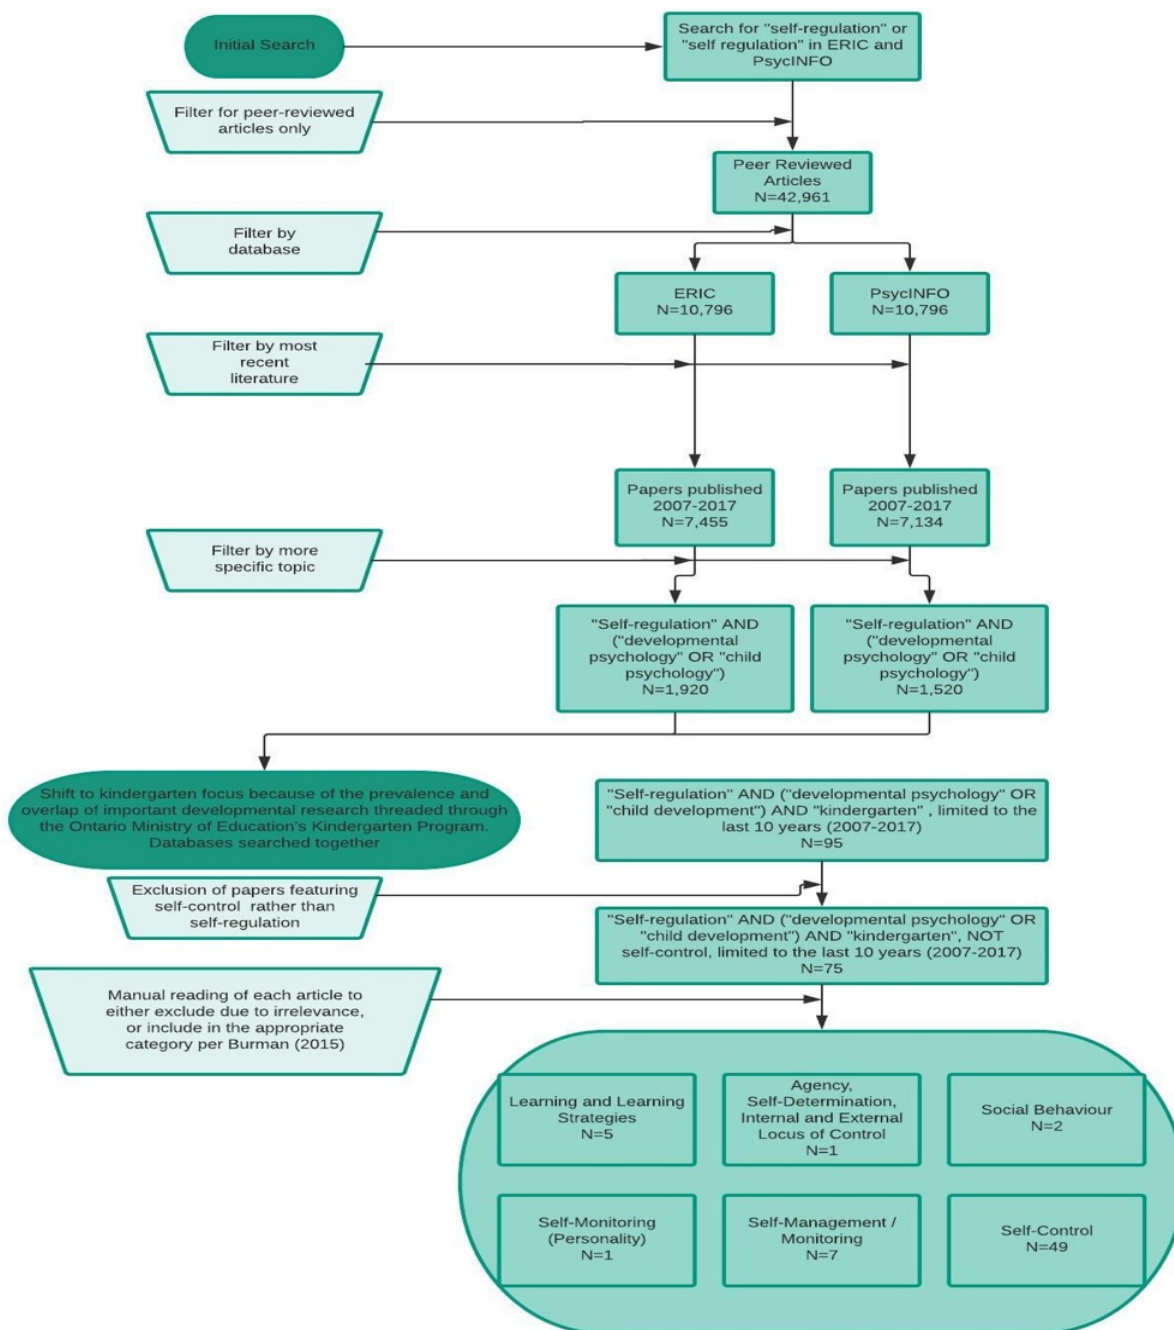 Initial Search
Search for "self-regulation" or
"self regulation" in ERIC and
PsycINFO
Filter for peer-reviewed
articles only
Peer Reviewed
Articles
N=42,961
Filter by
database
ERIC
N=10,796
PsycINFO
N=10,796
Filter by most
recent
literature
Papers published
2007-2017
N=7,455
Papers published
2007-2017
N=7,134
Filter by more
specific topic
"Self-regulation" AND
("developmental
psychology" OR "child
psychology")
N=1,920
"Self-regulation" AND
("developmental
psychology" OR "child
psychology")
N=1,520
Shift to kindergarten focus because of the prevalence and
overlap of important developmental research threaded through
the Ontario Ministry of Education's Kindergarten Program.
Databases searched together
"Self-regulation" AND ("developmental psychology" OR
"child development") AND "kindergarten" , limited to the
last 10 years (2007-2017)
N=95
Exclusion of papers featuring
self-control rather than
self-regulation
"Self-regulation" AND ("developmental psychology" OR
"child development") AND "kindergarten", NOT
self-control, limited to the last 10 years (2007-2017)
N=75
Manual reading of each article to
either exclude due to irrelevance,
or include in the appropriate
category per Burman (2015)
Learning and Learning
Strategies
N=5
Agency,
Self-Determination,
Internal and External
Locus of Control
N=1
Social Behaviour
N=2
Self-Monitoring
(Personality)
N=1
Self-Management /
Monitoring
N=7
Self-Control
N=49